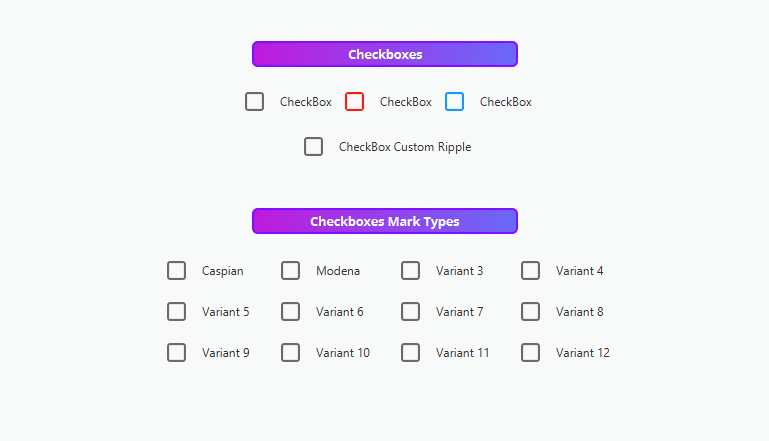 Checkboxes
CheckBox CheckBox CheckBox
CheckBox Custom Ripple
Checkboxes Mark Types
Caspian Modena Variant 3 Variant 4
Variant 5 Variant 6 Variant 7 Variant 8
Variant 9 Variant 10 Variant 11 Variant 12